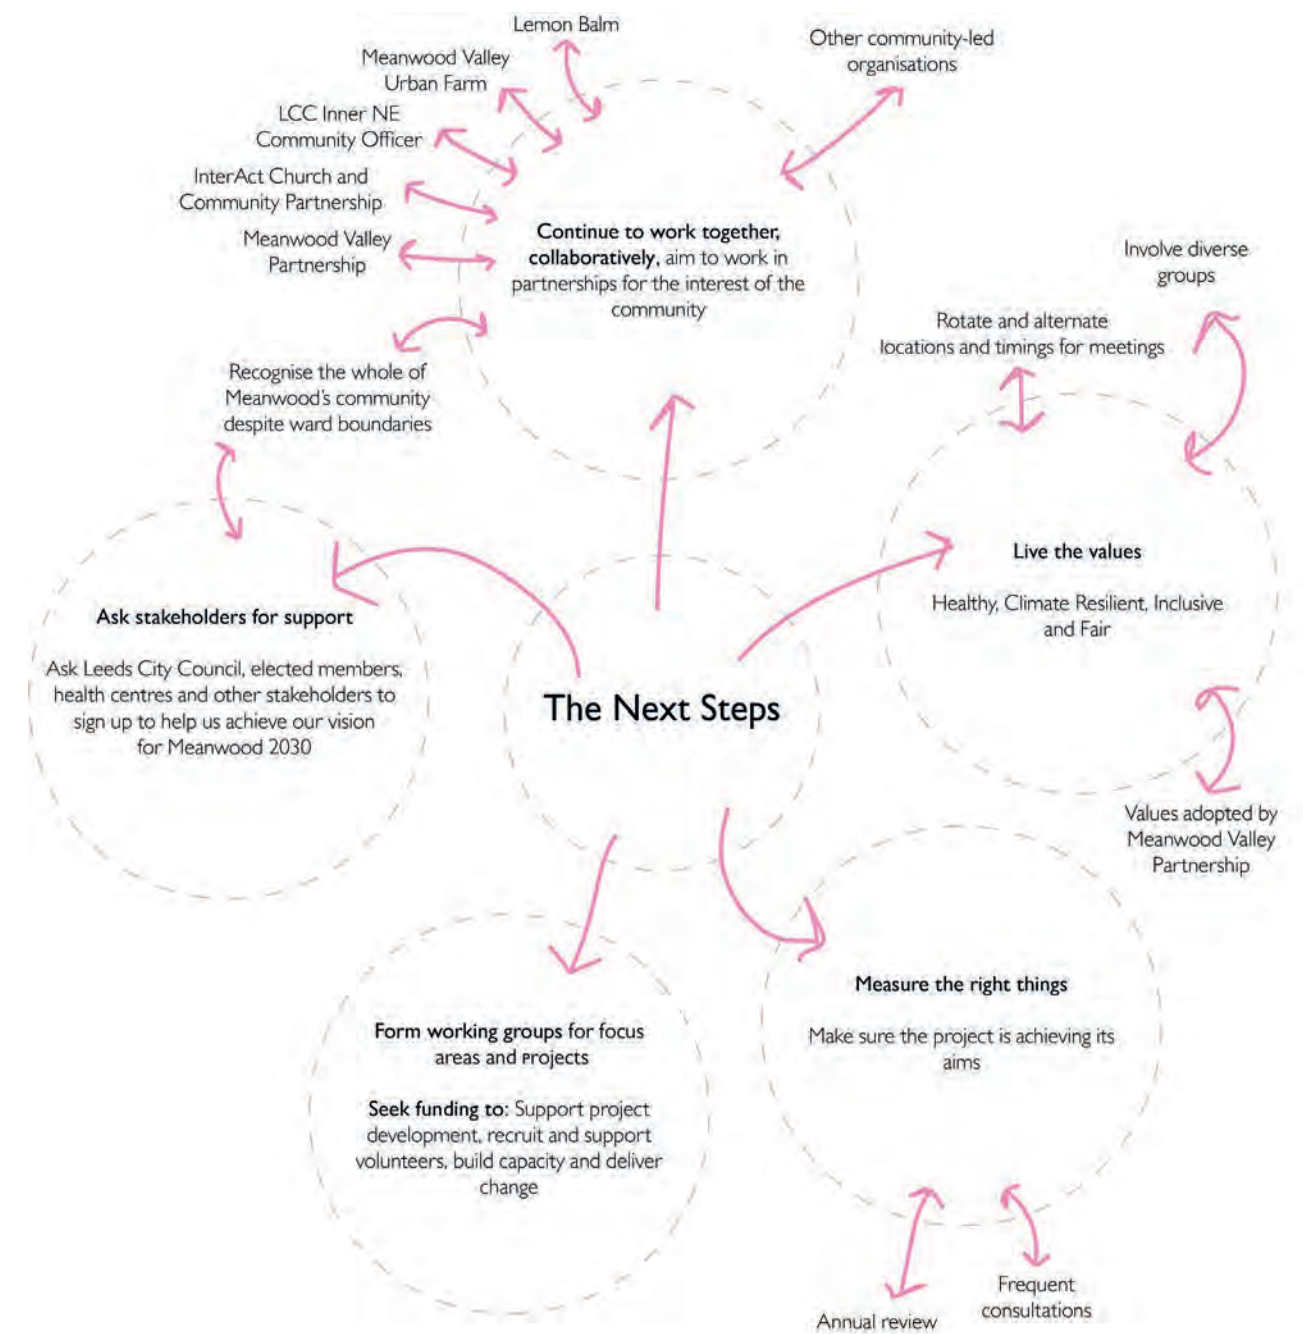 Lemon Balm
Other community-led
organisations
Meanwood Valley
Urban Farm
LCC Inner NE
Community Officer
InterAct Church and
Community Partnership
Meanwood Valley
Partnership
Continue to work together,
collaboratively, aim to work in
partnerships for the interest of the
community
Recognise the whole of
Meanwood's community
despite ward boundaries
Involve diverse
groups
Rotate and alternate
locations and timings for meetings
Live the values
Healthy, Climate Resilient, Inclusive
and Fair
Values adopted by
Meanwood Valley
Partnership
Ask stakeholders for support
Ask Leeds City Council, elected members,
health centres and other stakeholders to
sign up to help us achieve our vision
for Meanwood 2030
The Next Steps
Measure the right things
Make sure the project is achieving its
aims
Form working groups for focus
areas and Projects
Seek funding to: Support project
development, recruit and support
volunteers, build capacity and deliver
change
Frequent
consultations
Annual review